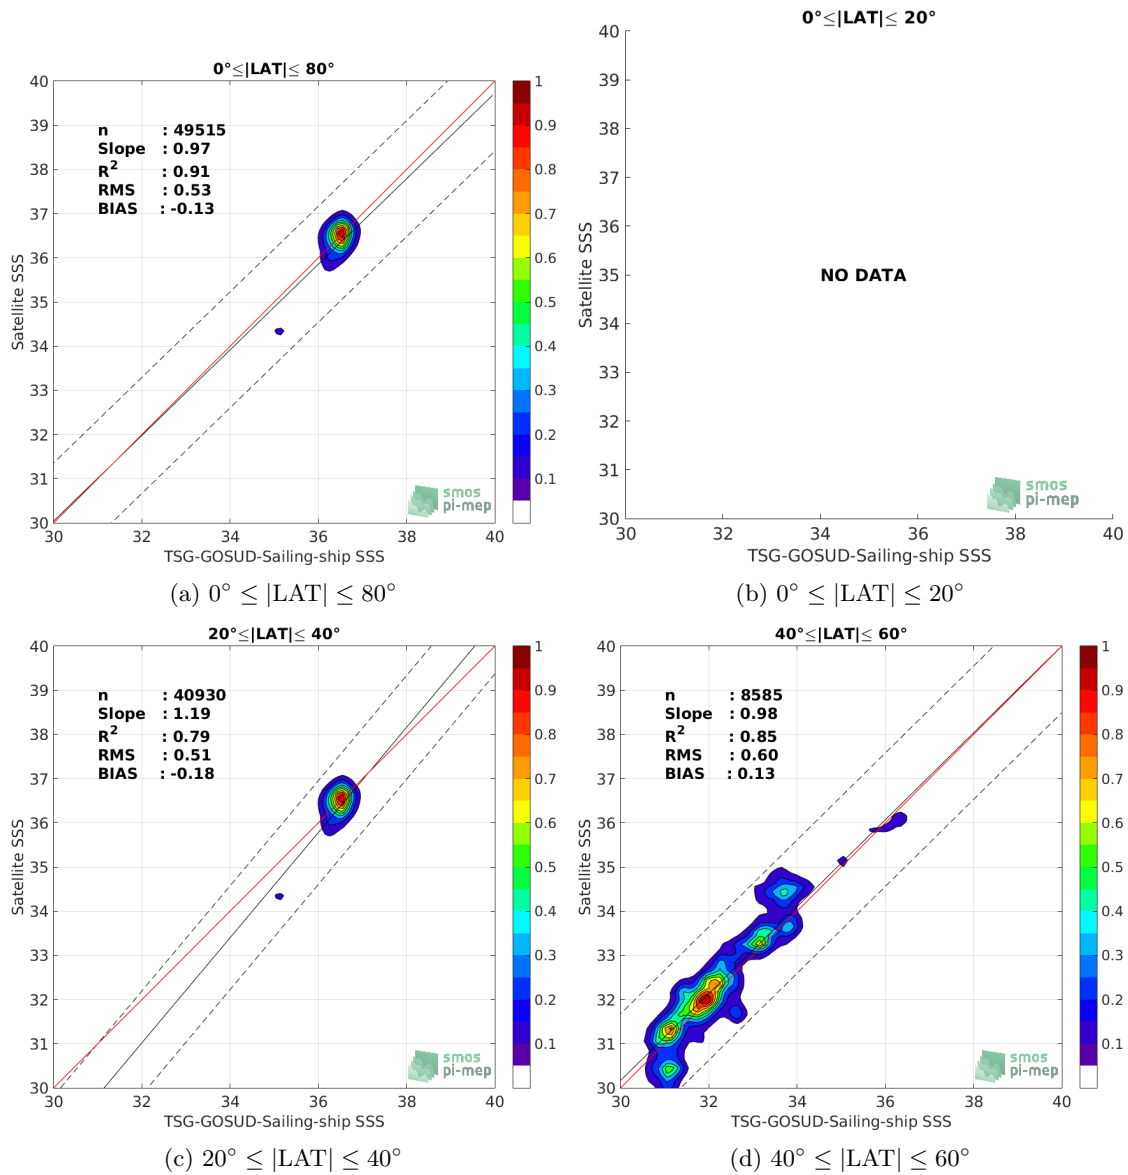 0°≤|LAT|≤ 80°
40
39
38
37
36
35
34
33
32
31
30
30 32 34 36 38 40
Satellite SSS
TSG-GOSUD-Sailing-ship SSS
n : 49515
Slope : 0.97
R² : 0.91
RMS : 0.53
BIAS : -0.13
smos
pi-mep
1
0.9
0.8
0.7
0.6
0.5
0.4
0.3
0.2
0.1
(a) 0° ≤ |LAT| ≤ 80°
0°≤|LAT|≤ 20°
40
39
38
37
36
35
34
33
32
31
30
30 32 34 36 38 40
Satellite SSS
TSG-GOSUD-Sailing-ship SSS
NO DATA
smos
pi-mep
(b) 0° ≤ |LAT| ≤ 20°
20°≤|LAT|≤ 40°
40
39
38
37
36
35
34
33
32
31
30
30 32 34 36 38 40
Satellite SSS
TSG-GOSUD-Sailing-ship SSS
n : 40930
Slope : 1.19
R² : 0.79
RMS : 0.51
BIAS : -0.18
smos
pi-mep
1
0.9
0.8
0.7
0.6
0.5
0.4
0.3
0.2
0.1
(c) 20° ≤ |LAT| ≤ 40°
40°≤|LAT|≤ 60°
40
39
38
37
36
35
34
33
32
31
30
30 32 34 36 38 40
Satellite SSS
TSG-GOSUD-Sailing-ship SSS
n : 8585
Slope : 0.98
R² : 0.85
RMS : 0.60
BIAS : 0.13
smos
pi-mep
1
0.9
0.8
0.7
0.6
0.5
0.4
0.3
0.2
0.1
(d) 40° ≤ |LAT| ≤ 60°